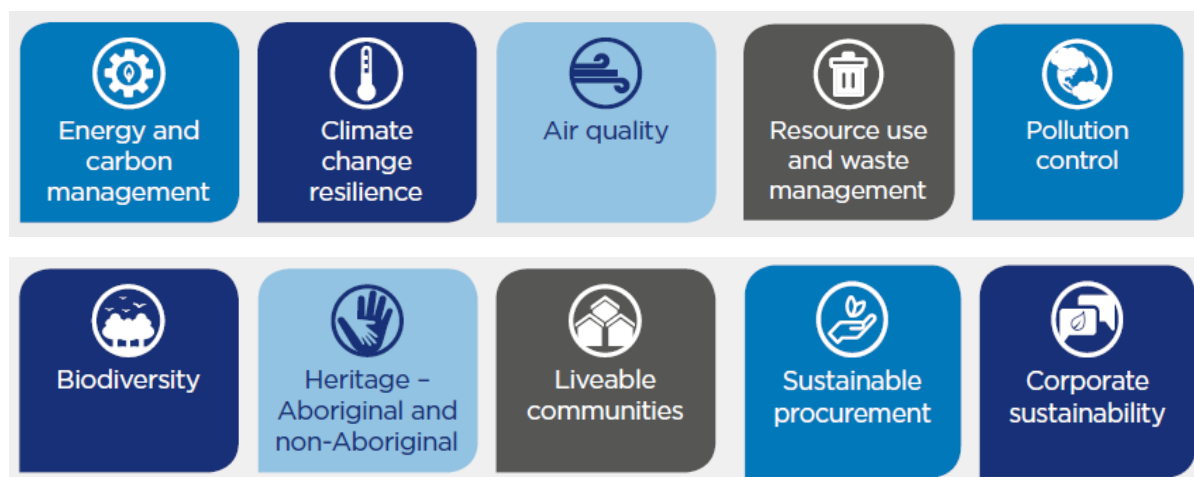 Energy and
carbon
management
Climate
change
resilience
Air quality
Resource use
and waste
management
Pollution
control
Biodiversity
Heritage –
Aboriginal and
non-Aboriginal
Liveable
communities
Sustainable
procurement
Corporate
sustainability